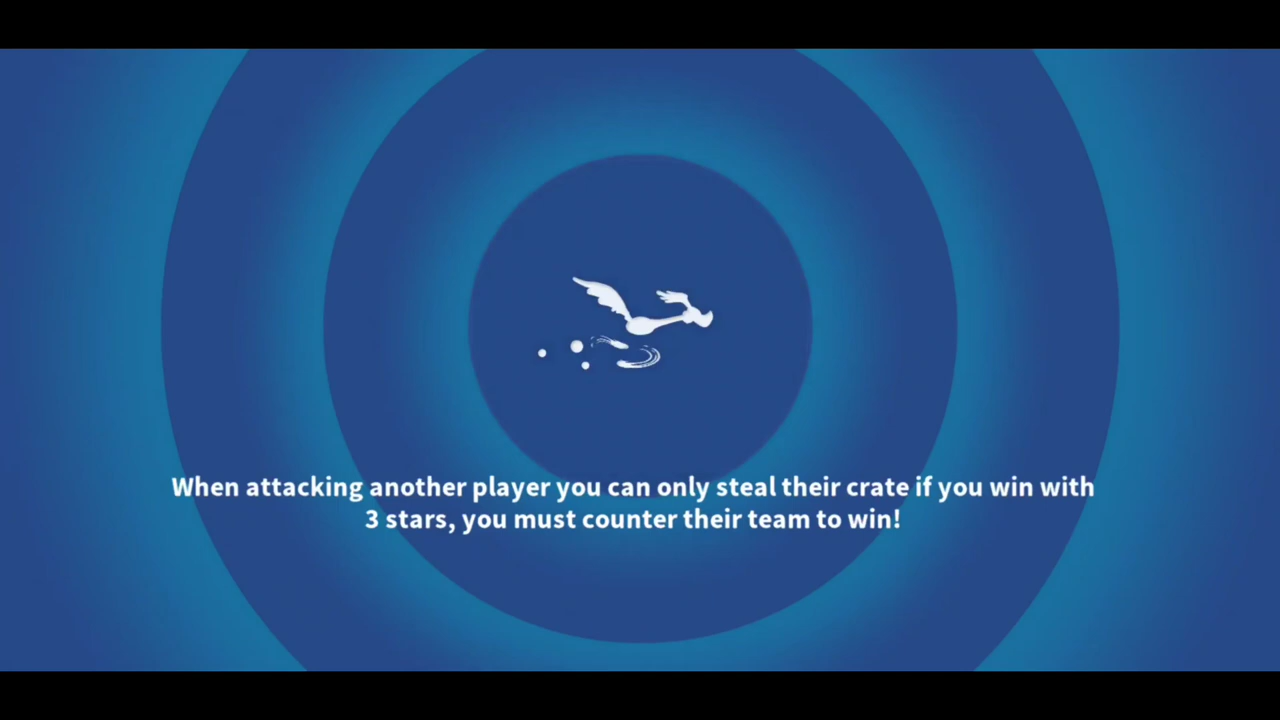 When attacking another player you can only steal their crate if you win with
3 stars, you must counter their team to win!